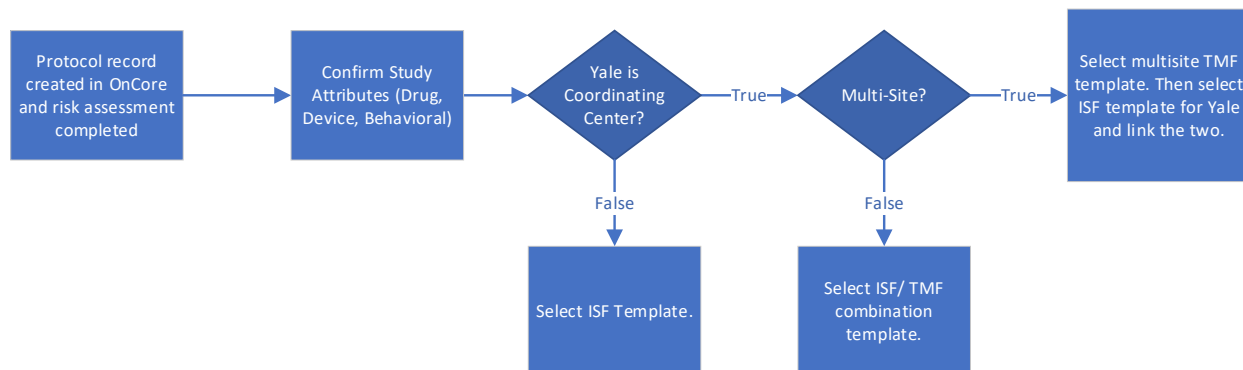 Protocol record
created in OnCore
and risk assessment
completed
Confirm Study
Attributes (Drug,
Device, Behavioral)
Yale is
Coordinating
Center?
True
Multi-Site?
True
Select multisite TMF
template. Then select
ISF template for Yale
and link the two.
False
False
Select ISF Template.
Select ISF/ TMF
combination
template.